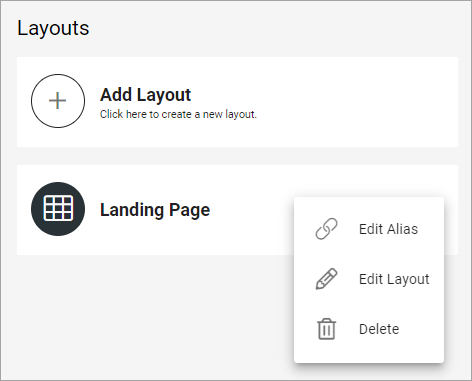 Layouts
Add Layout
Click here to create a new layout.
Landing Page
Edit Alias
Edit Layout
Delete